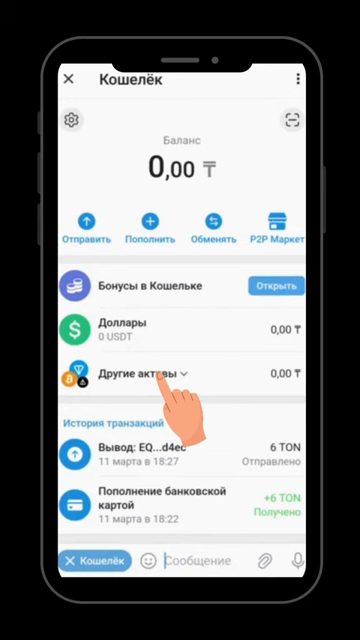 Кошелёк
Баланс
0,00 ₸
Отправить Пополнить Обменять P2P Маркет
Бонусы в Кошельке Открыть
Доллары
0 USDT
0,00 ₸
Другие активы 0,00 ₸
История транзакций
Вывод: EQ...d4ec 6 TON
11 марта в 18:27 Отправлено
Пополнение банковской
картой
+6 TON
11 марта в 18:22 Получено
Кошелёк Сообщение